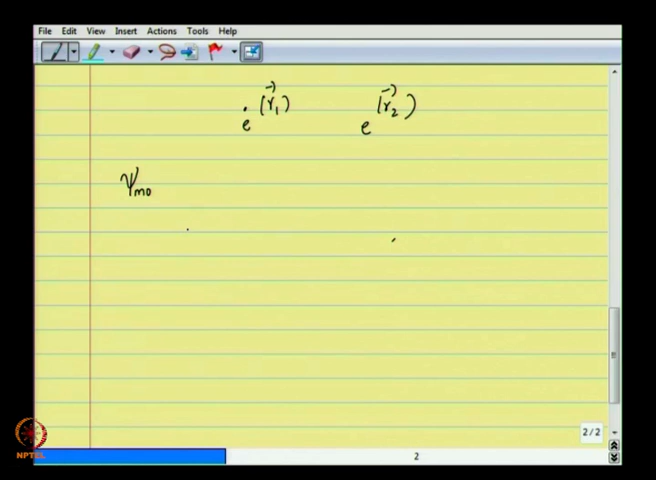 File Edit View Insert Actions Tools Help
(r⃗₁) (r⃗₂)
e e
Ψmo
2/2
2
NPTEL